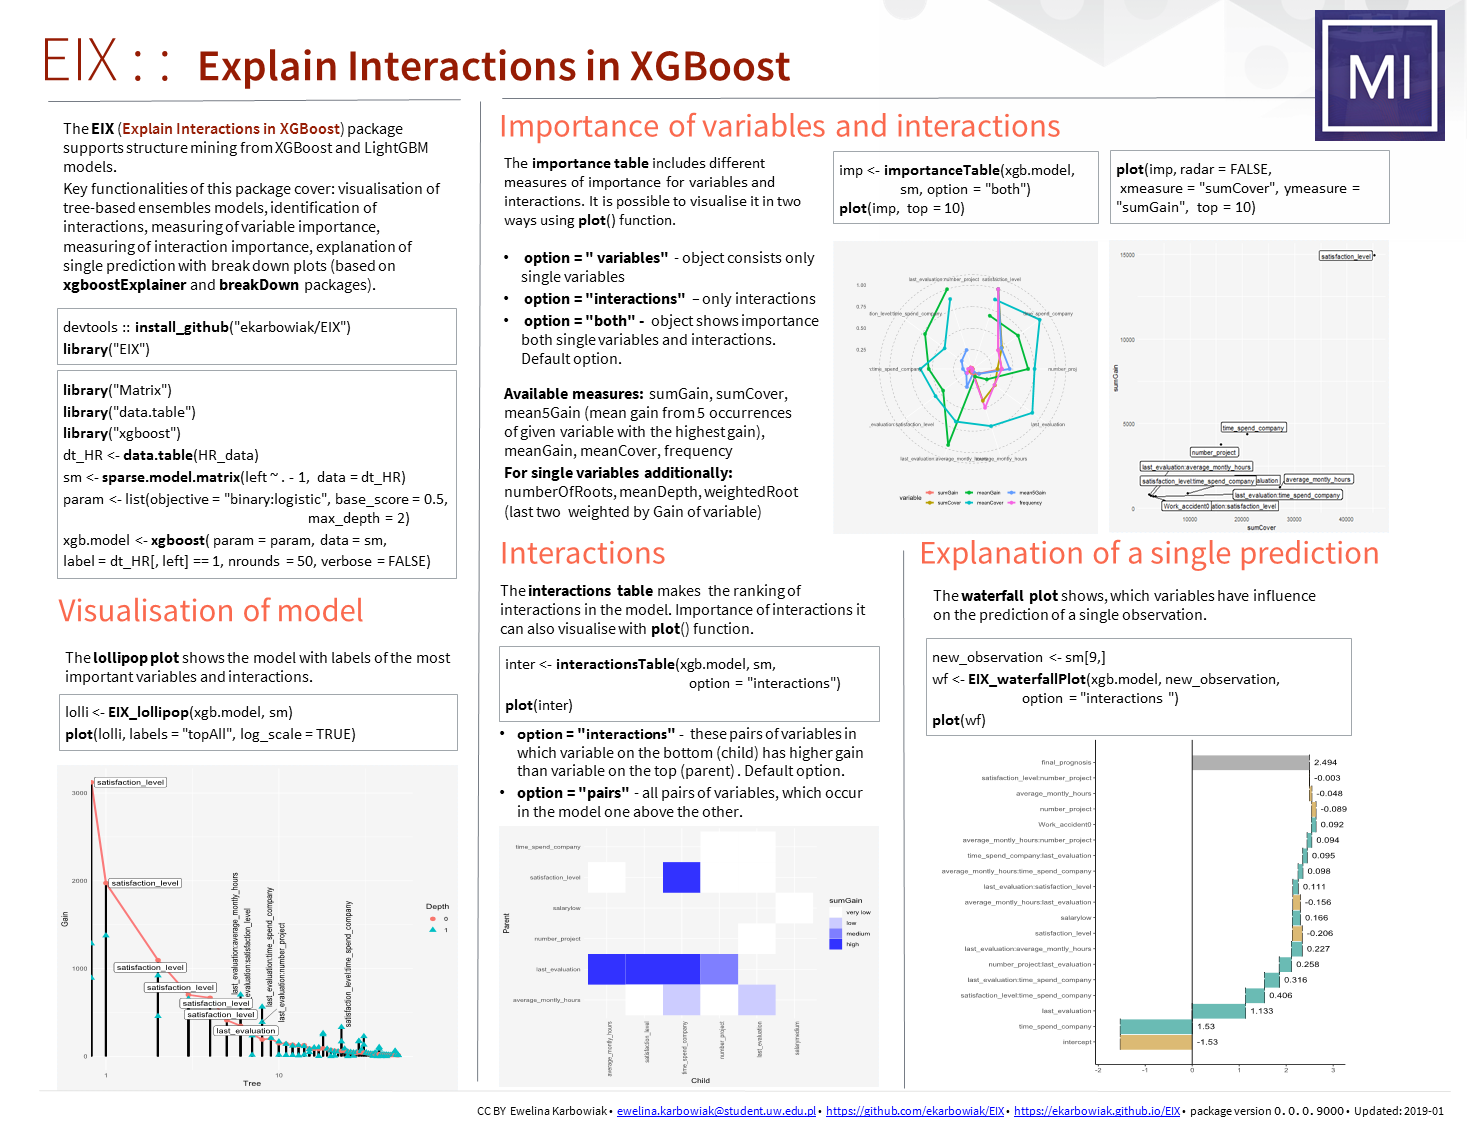 EIX :: Explain Interactions in XGBoost
MI
The EIX (Explain Interactions in XGBoost) package
supports structure mining from XGBoost and LightGBM
models.
Key functionalities of this package cover: visualisation of
tree-based ensembles models, identification of
interactions, measuring of variable importance,
measuring of interaction importance, explanation of
single prediction with break down plots (based on
xgboostExplainer and breakDown packages).
devtools :: install_github("ekarbowiak/EIX")
library("EIX")
library("Matrix")
library("data.table")
library("xgboost")
dt_HR <- data.table(HR_data)
sm <- sparse.model.matrix(left ~ . - 1, data = dt_HR)
param <- list(objective = "binary:logistic", base_score = 0.5,
max_depth = 2)
xgb.model <- xgboost( param = param, data = sm,
label = dt_HR[, left] == 1, nrounds = 50, verbose = FALSE)
Visualisation of model
The lollipop plot shows the model with labels of the most
important variables and interactions.
lolli <- EIX_lollipop(xgb.model, sm)
plot(lolli, labels = "topAll", log_scale = TRUE)
satisfaction_level
3000
2000
satisfaction_level
Gain
last_evaluation:average_montly_hours
last_evaluation:time_spend_company
last_evaluation:number_project
satisfaction_level:time_spend_company
Depth
0
1
1000
satisfaction_level
satisfaction_level
satisfaction_level
satisfaction_level
last_evaluation
0
1
10
Tree
Importance of variables and interactions
The importance table includes different
measures of importance for variables and
interactions. It is possible to visualise it in two
ways using plot() function.
• option = " variables" - object consists only
single variables
• option = "interactions" – only interactions
• option = "both" - object shows importance
both single variables and interactions.
Default option.
Available measures: sumGain, sumCover,
mean5Gain (mean gain from 5 occurrences
of given variable with the highest gain),
meanGain, meanCover, frequency
For single variables additionally:
numberOfRoots, meanDepth, weightedRoot
(last two weighted by Gain of variable)
imp <- importanceTable(xgb.model,
sm, option = "both")
plot(imp, top = 10)
last_evaluation:number_project
satisfaction_level
1.00
0.75
0.50
0.25
time_spend_company
number_proj
last_evaluation
average_montly_hours
variable
sumGain
meanGain
mean5Gain
sumCover
meanCover
frequency
plot(imp, radar = FALSE,
xmeasure = "sumCover", ymeasure =
"sumGain", top = 10)
15000
satisfaction_level
10000
sumGain
5000
time_spend_company
number_project
last_evaluation:average_montly_hours
satisfaction_level:time_spend_company
average_montly_hours
last_evaluation:time_spend_company
0
Work_accident0
10000
20000
30000
40000
sumCover
Interactions
The interactions table makes the ranking of
interactions in the model. Importance of interactions it
can also visualise with plot() function.
inter <- interactionsTable(xgb.model, sm,
option = "interactions")
plot(inter)
• option = "interactions" - these pairs of variables in
which variable on the bottom (child) has higher gain
than variable on the top (parent) . Default option.
• option = "pairs" - all pairs of variables, which occur
in the model one above the other.
time_spend_company
satisfaction_level
salarylow
number_project
last_evaluation
average_montly_hours
Parent
average_montly_hours
satisfaction_level
time_spend_company
number_project
last_evaluation
salarymedium
Child
sumGain
very low
low
medium
high
Explanation of a single prediction
The waterfall plot shows, which variables have influence
on the prediction of a single observation.
new_observation <- sm[9,]
wf <- EIX_waterfallPlot(xgb.model, new_observation,
option = "interactions ")
plot(wf)
final_prognosis 2.494
satisfaction_level:number_project -0.003
average_montly_hours -0.048
number_project -0.089
Work_accident0 0.092
average_montly_hours:number_project 0.094
time_spend_company:last_evaluation 0.095
average_montly_hours:time_spend_company 0.098
last_evaluation:satisfaction_level 0.111
average_montly_hours:last_evaluation -0.156
salarylow 0.166
satisfaction_level -0.206
last_evaluation:average_montly_hours 0.227
number_project:last_evaluation 0.258
last_evaluation:time_spend_company 0.316
satisfaction_level:time_spend_company 0.406
last_evaluation 1.133
time_spend_company 1.53
intercept -1.53
-2 -1 0 1 2 3
CC BY Ewelina Karbowiak • ewelina.karbowiak@student.uw.edu.pl • https://github.com/ekarbowiak/EIX • https://ekarbowiak.github.io/EIX • package version 0.0.0.9000 • Updated: 2019-01